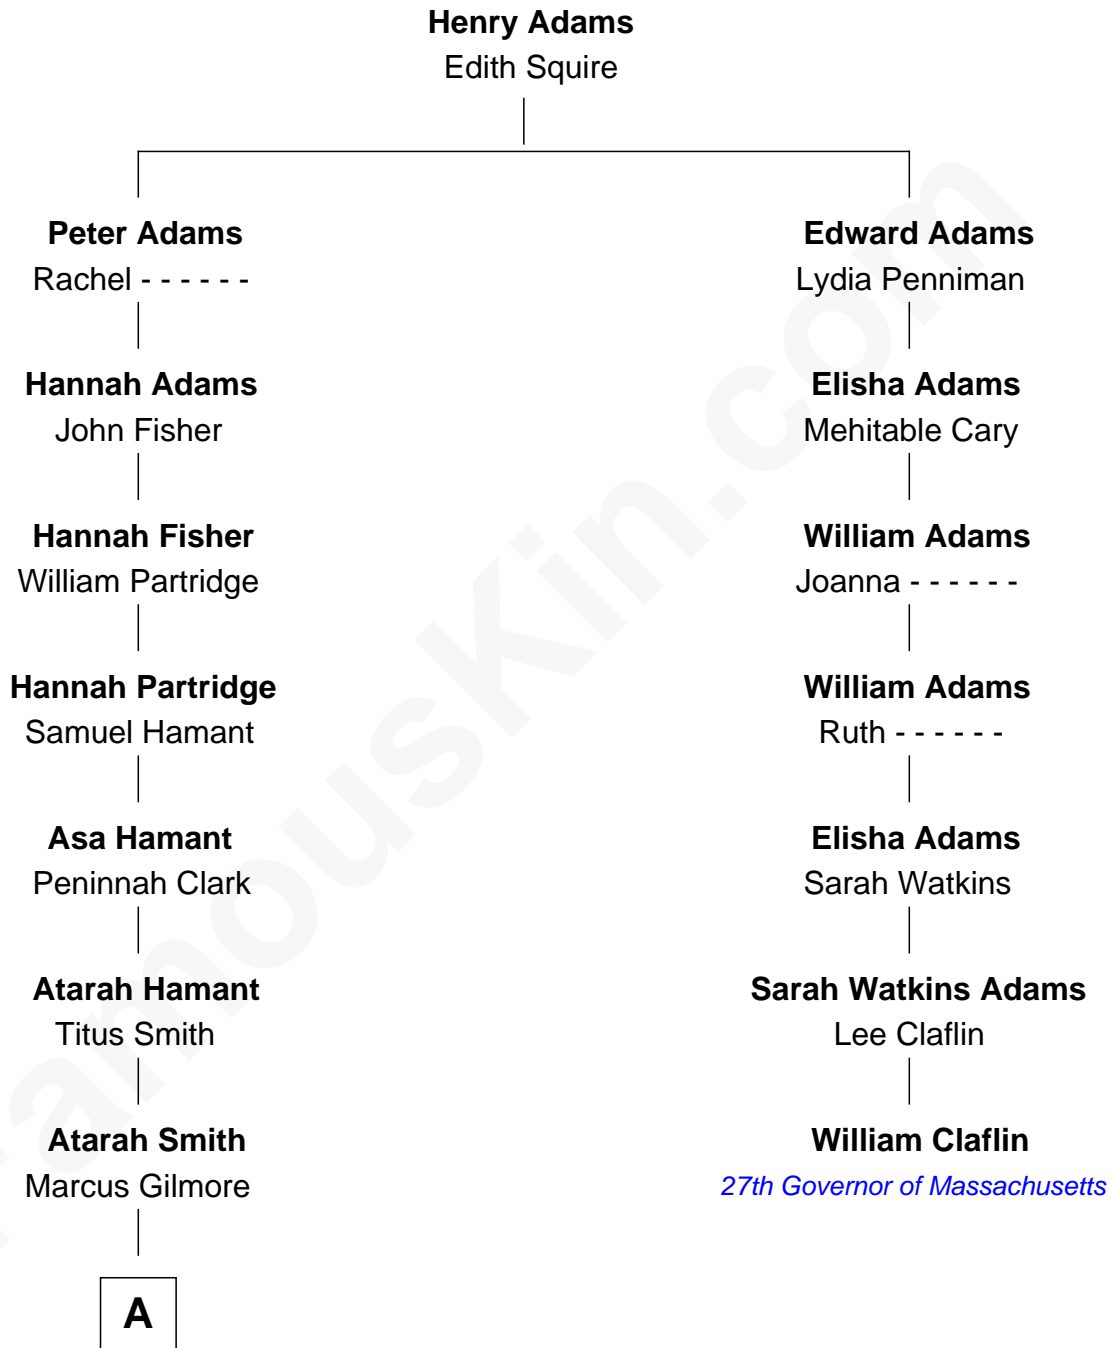 Henry Adams
Edith Squire
Peter Adams
Rachel - - - - - -
Hannah Adams
John Fisher
Hannah Fisher
William Partridge
Hannah Partridge
Samuel Hamant
Asa Hamant
Peninnah Clark
Atarah Hamant
Titus Smith
Atarah Smith
Marcus Gilmore
A
Edward Adams
Lydia Penniman
Elisha Adams
Mehitable Cary
William Adams
Joanna - - - - - -
William Adams
Ruth - - - - - -
Elisha Adams
Sarah Watkins
Sarah Watkins Adams
Lee Claflin
William Claflin
27th Governor of Massachusetts
FamousKin.com